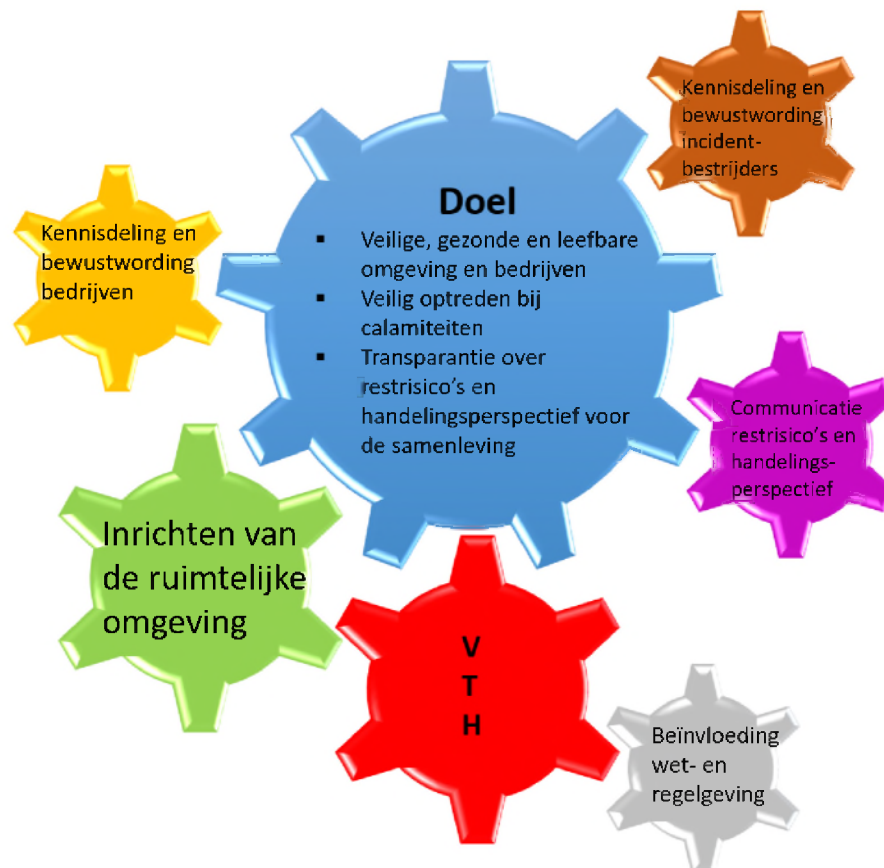 Doel
▪ Veilige, gezonde en leefbare
omgeving en bedrijven
▪ Veilig optreden bij
calamiteiten
▪ Transparantie over
restrisico's en
handelingsperspectief voor
de samenleving
Kennisdeling en
bewustwording
incident-
bestrijders
Kennisdeling en
bewustwording
bedrijven
Communicatie
restrisico's en
handelings-
perspectief
Inrichten van
de ruimtelijke
omgeving
V
T
H
Beïnvloeding
wet- en
regelgeving